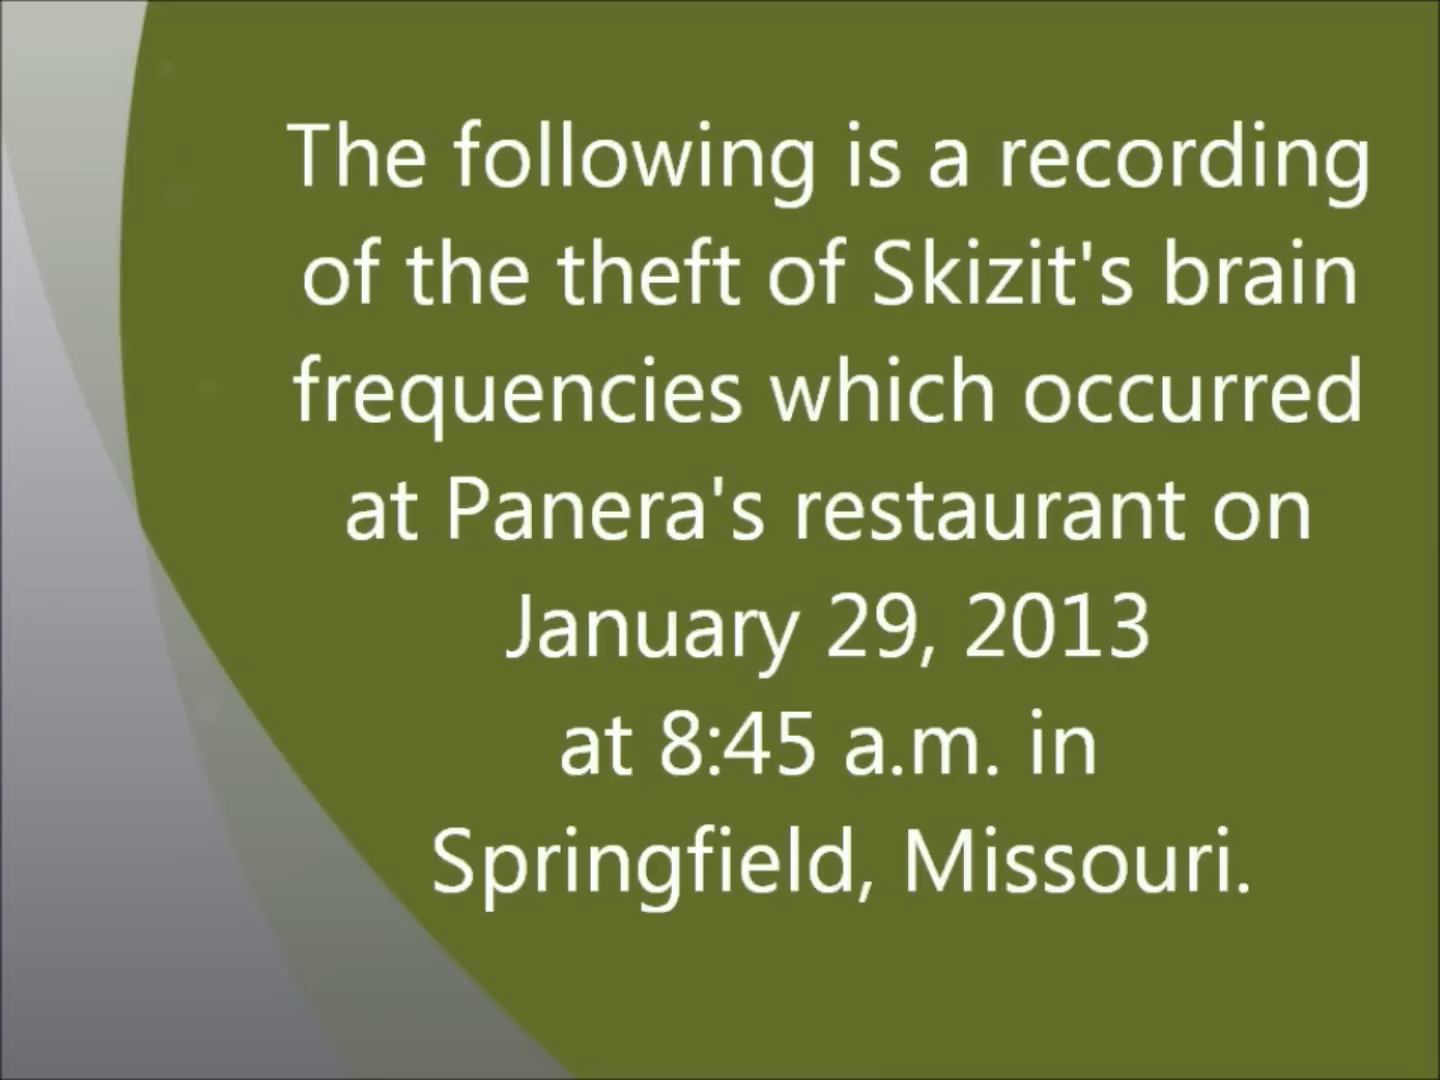 The following is a recording
of the theft of Skizit's brain
frequencies which occurred
at Panera's restaurant on
January 29, 2013
at 8:45 a.m. in
Springfield, Missouri.